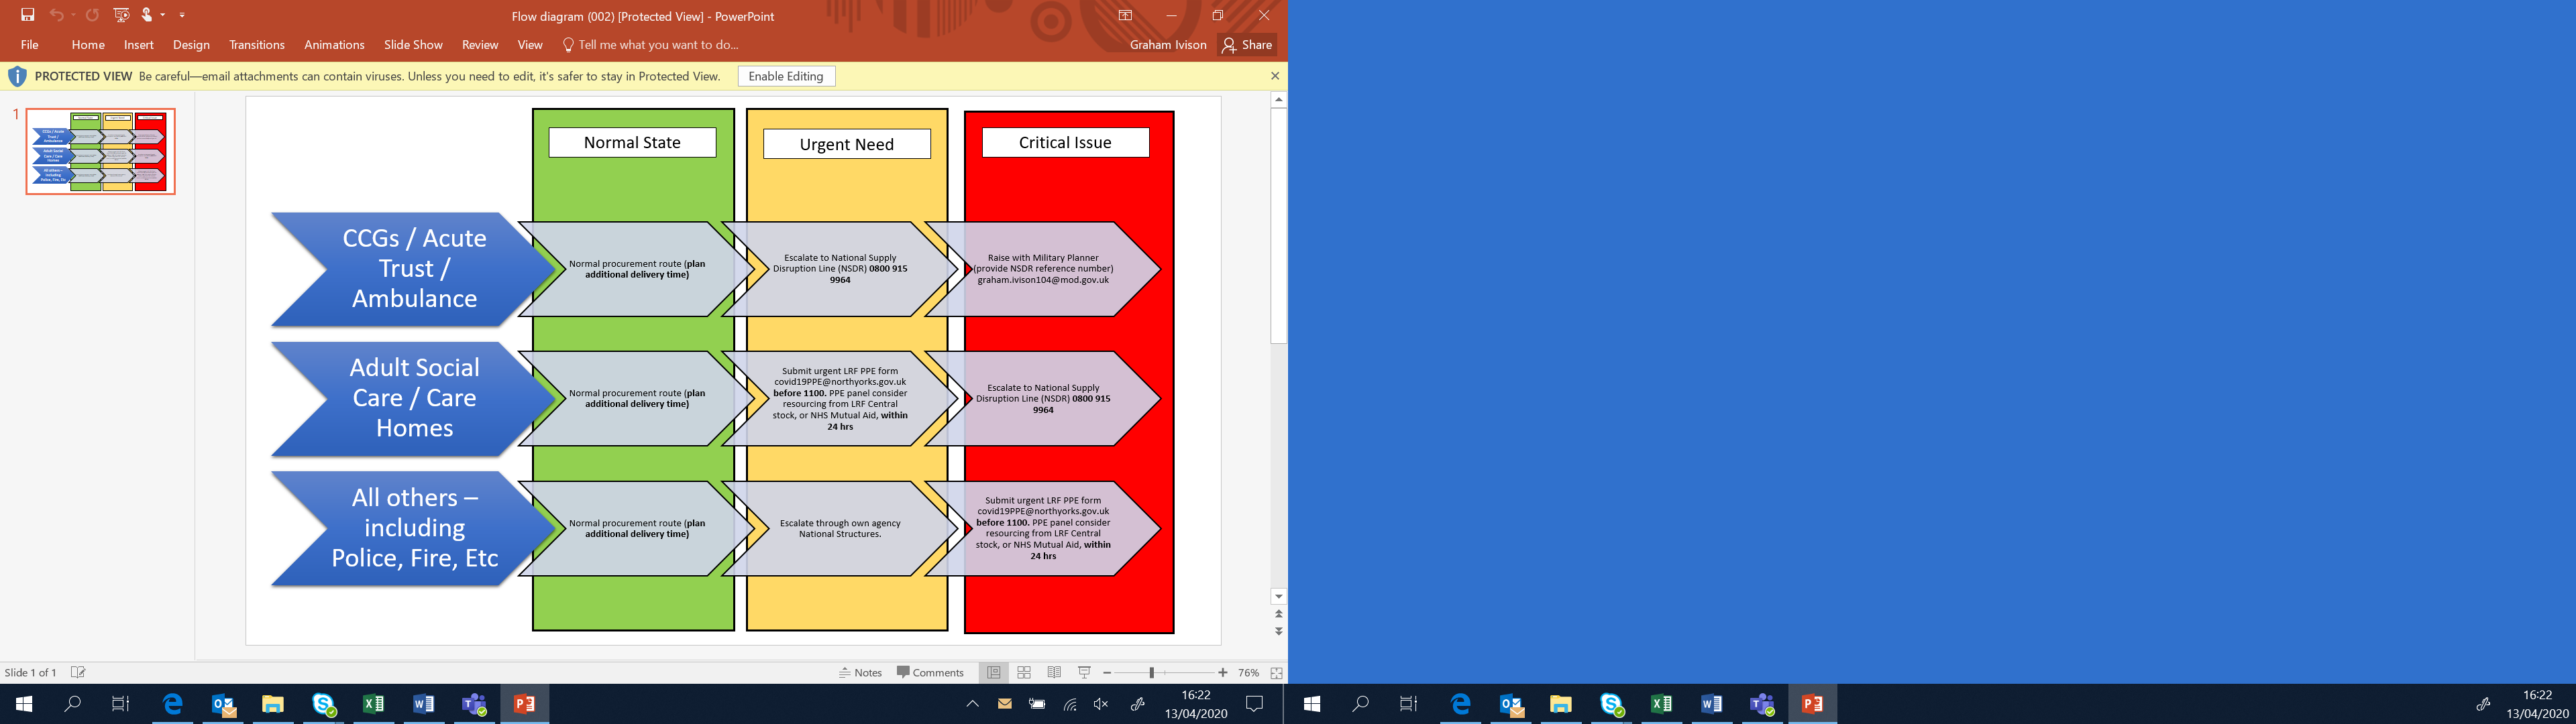 Flow diagram (002) [Protected View] - PowerPoint
File Home Insert Design Transitions Animations Slide Show Review View Tell me what you want to do... Graham Ivison Share
PROTECTED VIEW Be careful—email attachments can contain viruses. Unless you need to edit, it's safer to stay in Protected View. Enable Editing
1
Normal State
Urgent Need
Critical Issue
CCGs / Acute
Trust /
Ambulance
Normal procurement route (plan
additional delivery time)
Escalate to National Supply
Disruption Line (NSDR) 0800 915
9964
Raise with Military Planner
(provide NSDR reference number)
graham.ivison104@mod.gov.uk
Adult Social
Care / Care
Homes
Normal procurement route (plan
additional delivery time)
Submit urgent LRF PPE form
covid19PPE@northyorks.gov.uk
before 1100. PPE panel consider
resourcing from LRF Central
stock, or NHS Mutual Aid, within
24 hrs
Escalate to National Supply
Disruption Line (NSDR) 0800 915
9964
All others –
including
Police, Fire, Etc
Normal procurement route (plan
additional delivery time)
Escalate through own agency
National Structures.
Submit urgent LRF PPE form
covid19PPE@northyorks.gov.uk
before 1100. PPE panel consider
resourcing from LRF Central
stock, or NHS Mutual Aid, within
24 hrs
Slide 1 of 1 Notes Comments 76%
16:22
13/04/2020
16:22
13/04/2020